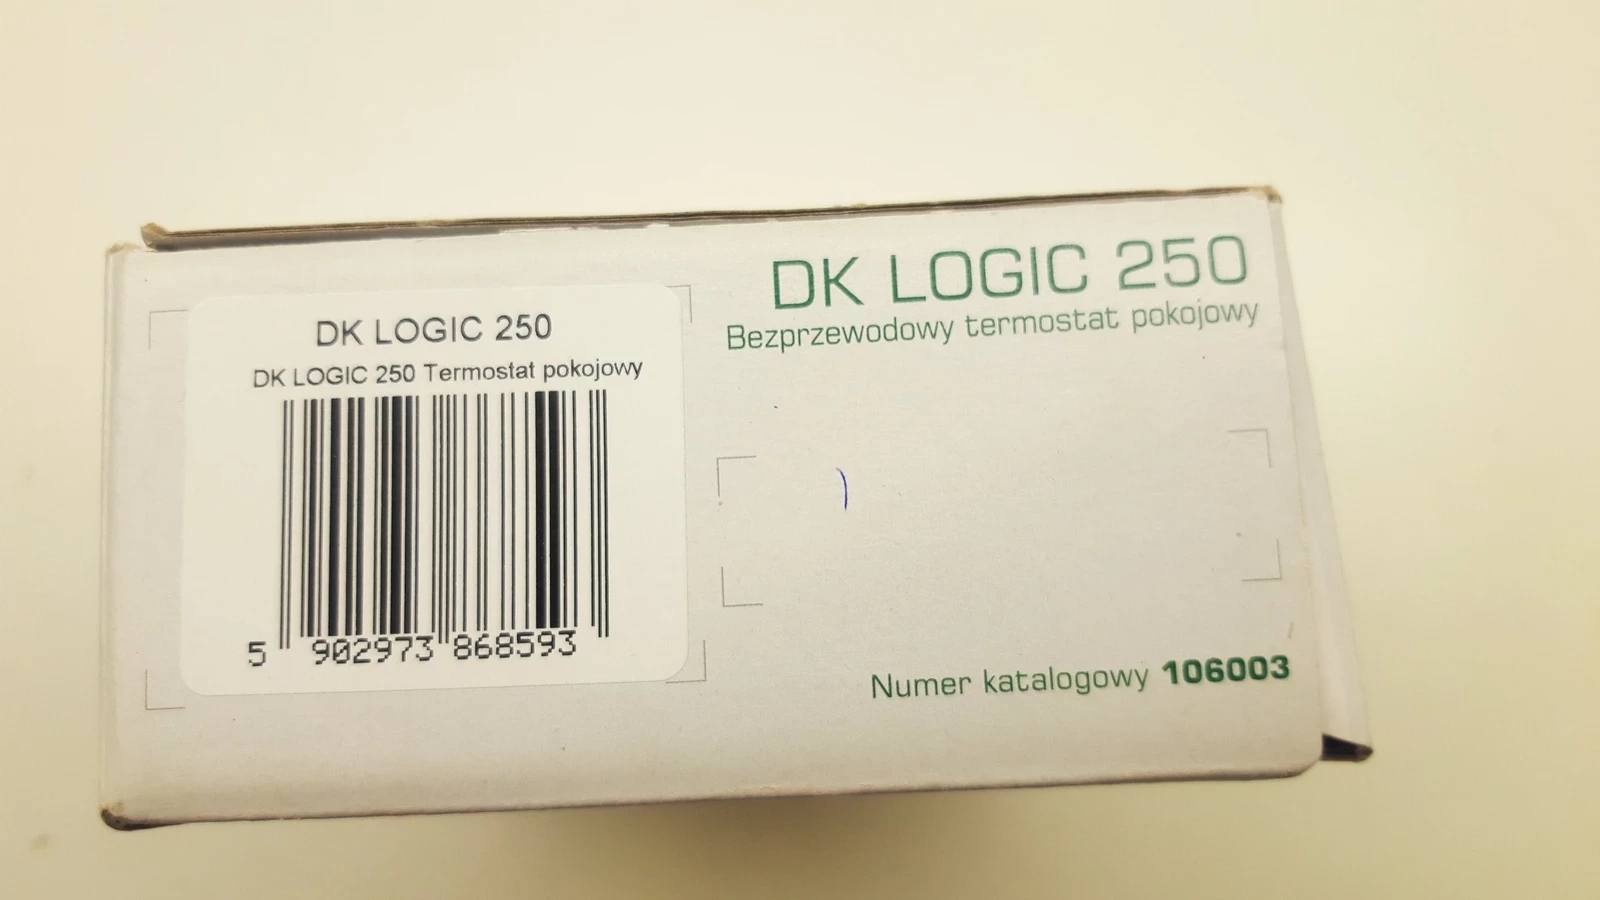 DK LOGIC 250
DK LOGIC 250 Termostat pokojowy
5 902973 868593
DK LOGIC 250
Bezprzewodowy termostat pokojowy
Numer katalogowy 106003